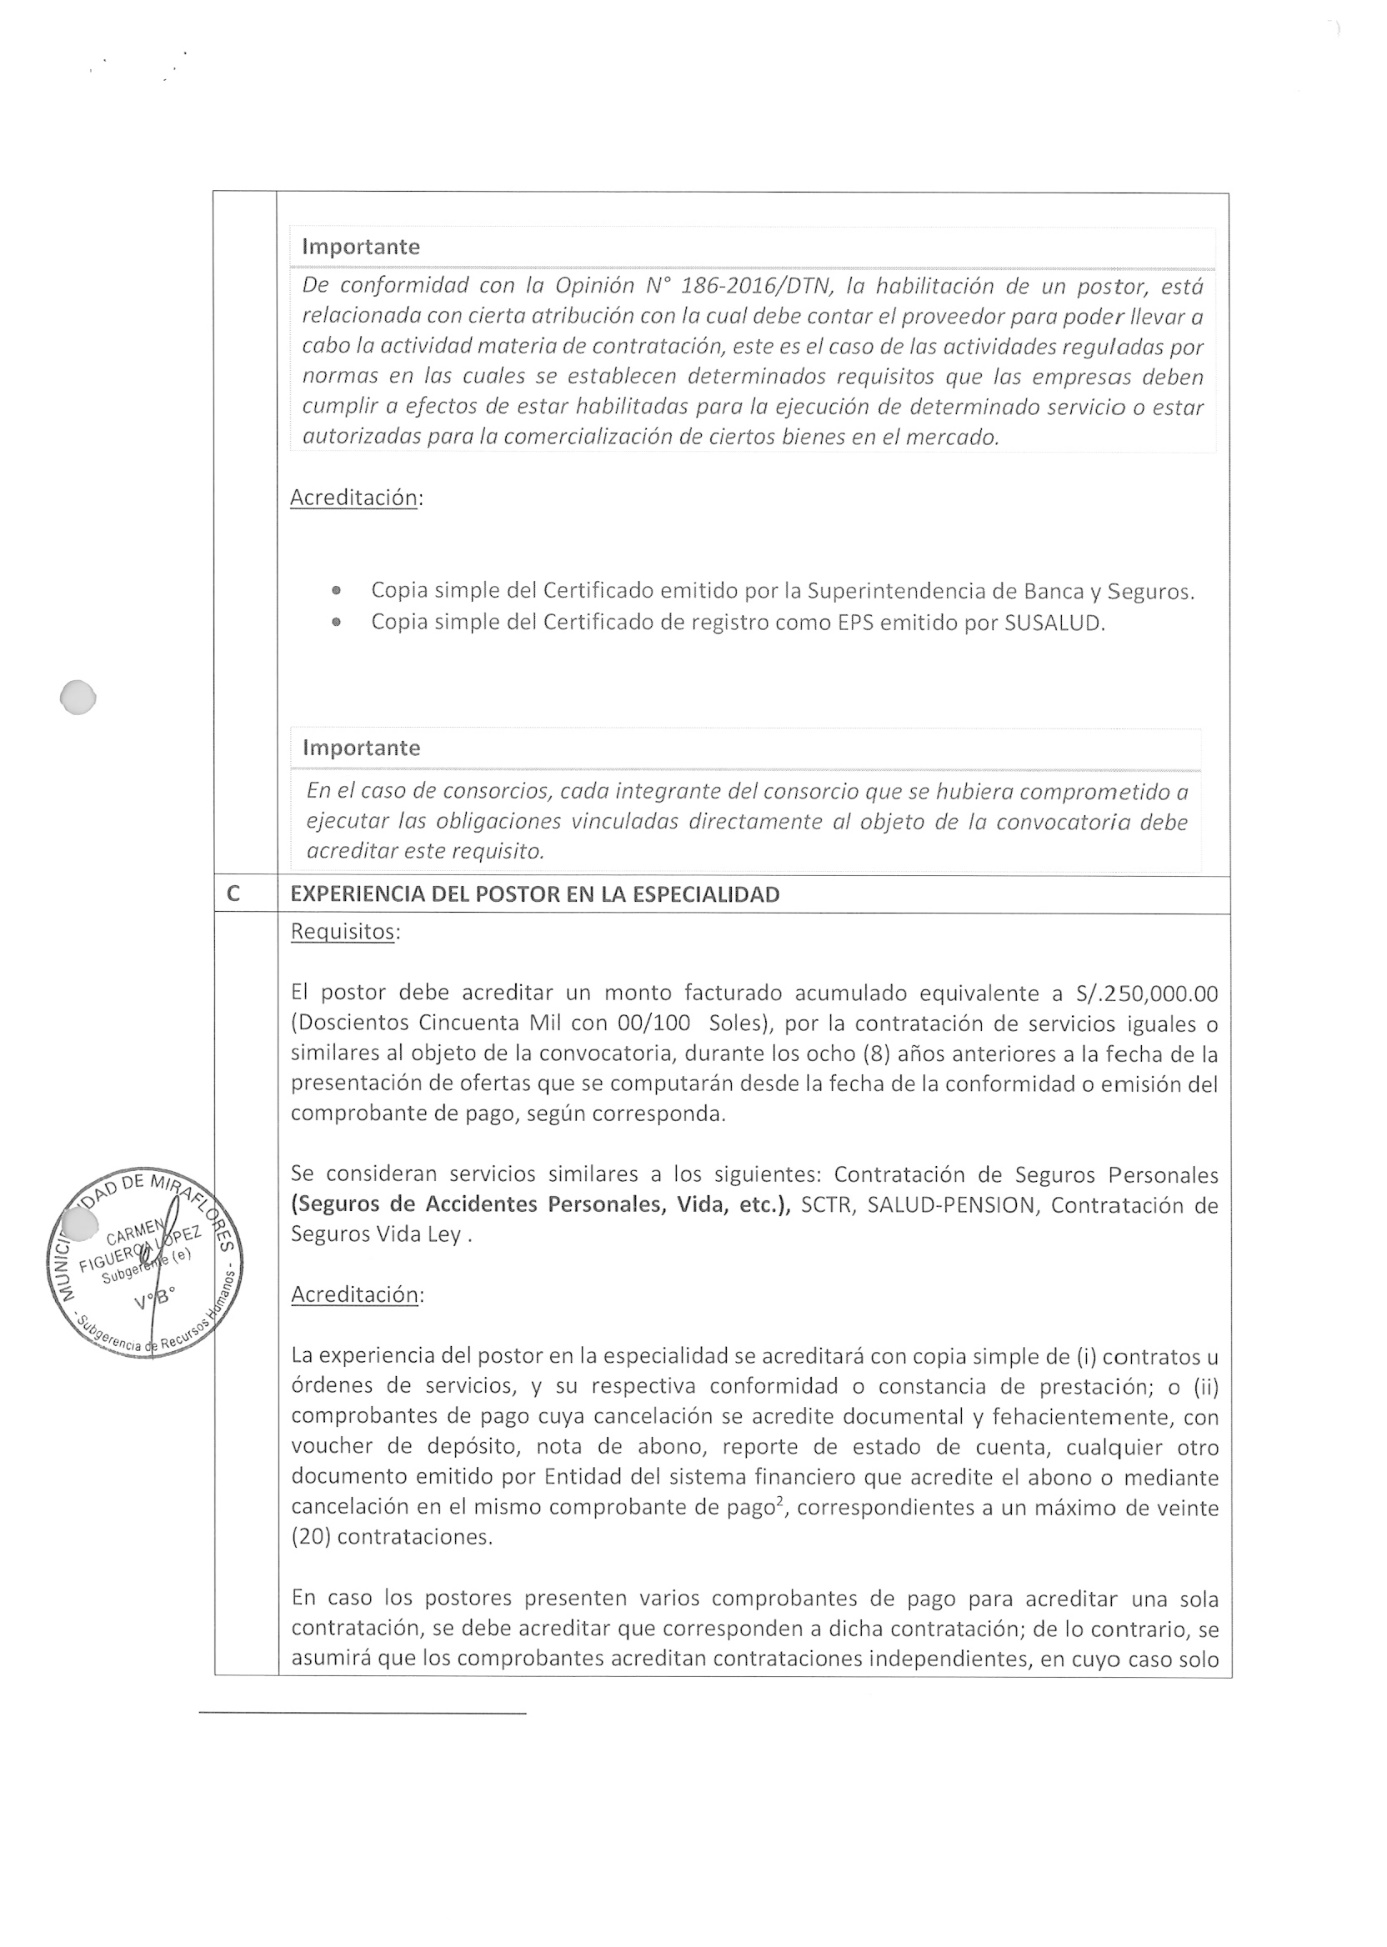 Importante
De conformidad con la Opinión N° 186-2016/DTN, la habilitación de un postor, está
relacionada con cierta atribución con la cual debe contar el proveedor para poder llevar a
cabo la actividad materia de contratación, este es el caso de las actividades reguladas por
normas en las cuales se establecen determinados requisitos que las empresas deben
cumplir a efectos de estar habilitadas para la ejecución de determinado servicio o estar
autorizadas para la comercialización de ciertos bienes en el mercado.
Acreditación:
• Copia simple del Certificado emitido por la Superintendencia de Banca y Seguros.
• Copia simple del Certificado de registro como EPS emitido por SUSALUD.
Importante
En el caso de consorcios, cada integrante del consorcio que se hubiera comprometido a
ejecutar las obligaciones vinculadas directamente al objeto de la convocatoria debe
acreditar este requisito.
C EXPERIENCIA DEL POSTOR EN LA ESPECIALIDAD
Requisitos:
El postor debe acreditar un monto facturado acumulado equivalente a S/.250,000.00
(Doscientos Cincuenta Mil con 00/100 Soles), por la contratación de servicios iguales o
similares al objeto de la convocatoria, durante los ocho (8) años anteriores a la fecha de la
presentación de ofertas que se computarán desde la fecha de la conformidad o emisión del
comprobante de pago, según corresponda.
Se consideran servicios similares a los siguientes: Contratación de Seguros Personales
(Seguros de Accidentes Personales, Vida, etc.), SCTR, SALUD-PENSION, Contratación de
Seguros Vida Ley .
Acreditación:
La experiencia del postor en la especialidad se acreditará con copia simple de (i) contratos u
órdenes de servicios, y su respectiva conformidad o constancia de prestación; o (ii)
comprobantes de pago cuya cancelación se acredite documental y fehacientemente, con
voucher de depósito, nota de abono, reporte de estado de cuenta, cualquier otro
documento emitido por Entidad del sistema financiero que acredite el abono o mediante
cancelación en el mismo comprobante de pago², correspondientes a un máximo de veinte
(20) contrataciones.
En caso los postores presenten varios comprobantes de pago para acreditar una sola
contratación, se debe acreditar que corresponden a dicha contratación; de lo contrario, se
asumirá que los comprobantes acreditan contrataciones independientes, en cuyo caso solo
DE MIRAFLORES
CARMEN
FIGUEROA LOPEZ
Subgerente (e)
V°B°
- Subgerencia de Recursos Humanos -